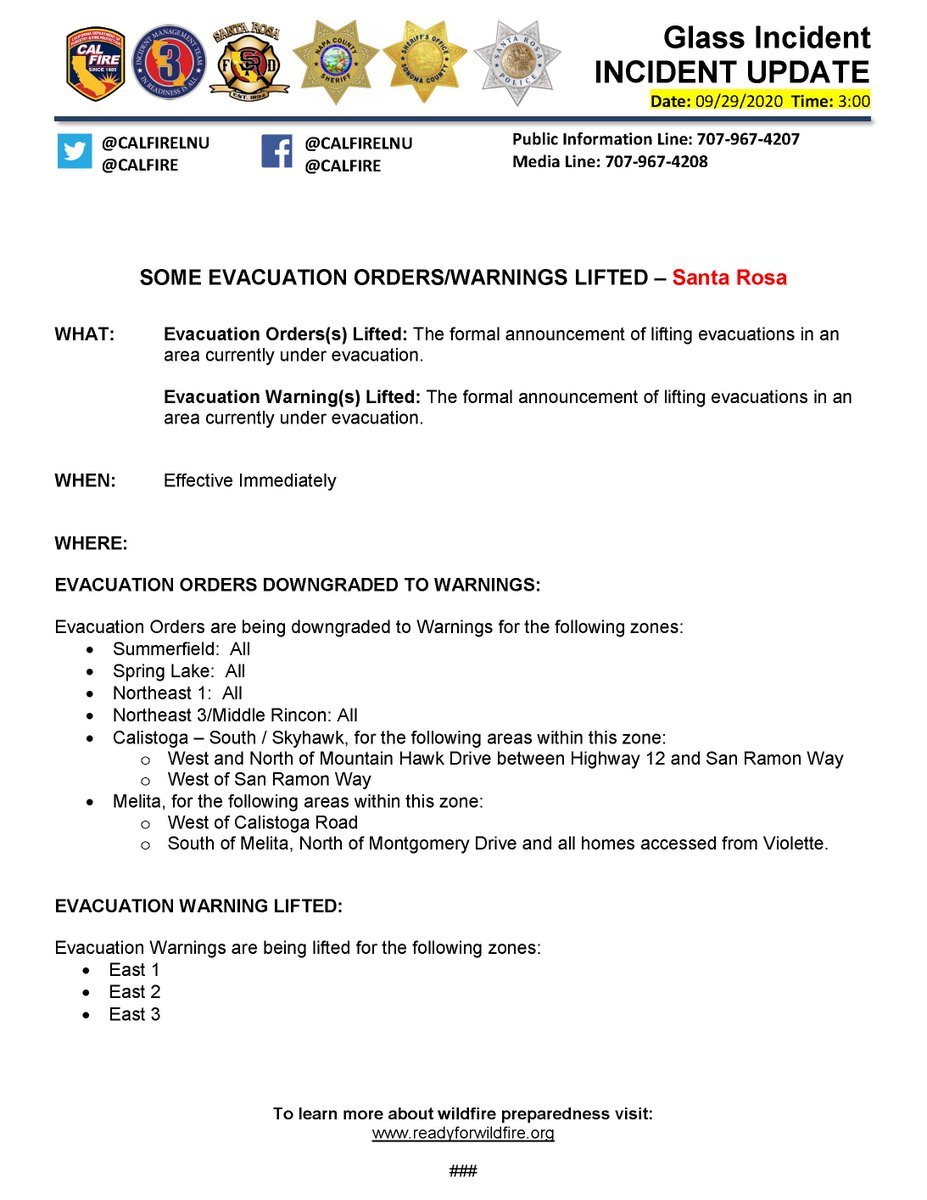 CAL
FIRE
SINCE 1885
INCIDENT MANAGEMENT TEAM
3
IN READINESS IS ALL
SANTA ROSA
F D
EST. 1894
NAPA COUNTY
SHERIFF
SHERIFF'S OFFICE
SONOMA COUNTY
SANTA ROSA
POLICE
Glass Incident
INCIDENT UPDATE
Date: 09/29/2020 Time: 3:00
@CALFIRELNU
@CALFIRE
@CALFIRELNU
@CALFIRE
Public Information Line: 707-967-4207
Media Line: 707-967-4208
SOME EVACUATION ORDERS/WARNINGS LIFTED – Santa Rosa
WHAT: Evacuation Orders(s) Lifted: The formal announcement of lifting evacuations in an
area currently under evacuation.
Evacuation Warning(s) Lifted: The formal announcement of lifting evacuations in an
area currently under evacuation.
WHEN: Effective Immediately
WHERE:
EVACUATION ORDERS DOWNGRADED TO WARNINGS:
Evacuation Orders are being downgraded to Warnings for the following zones:
• Summerfield: All
• Spring Lake: All
• Northeast 1: All
• Northeast 3/Middle Rincon: All
• Calistoga – South / Skyhawk, for the following areas within this zone:
o West and North of Mountain Hawk Drive between Highway 12 and San Ramon Way
o West of San Ramon Way
• Melita, for the following areas within this zone:
o West of Calistoga Road
o South of Melita, North of Montgomery Drive and all homes accessed from Violette.
EVACUATION WARNING LIFTED:
Evacuation Warnings are being lifted for the following zones:
• East 1
• East 2
• East 3
To learn more about wildfire preparedness visit:
www.readyforwildfire.org
###